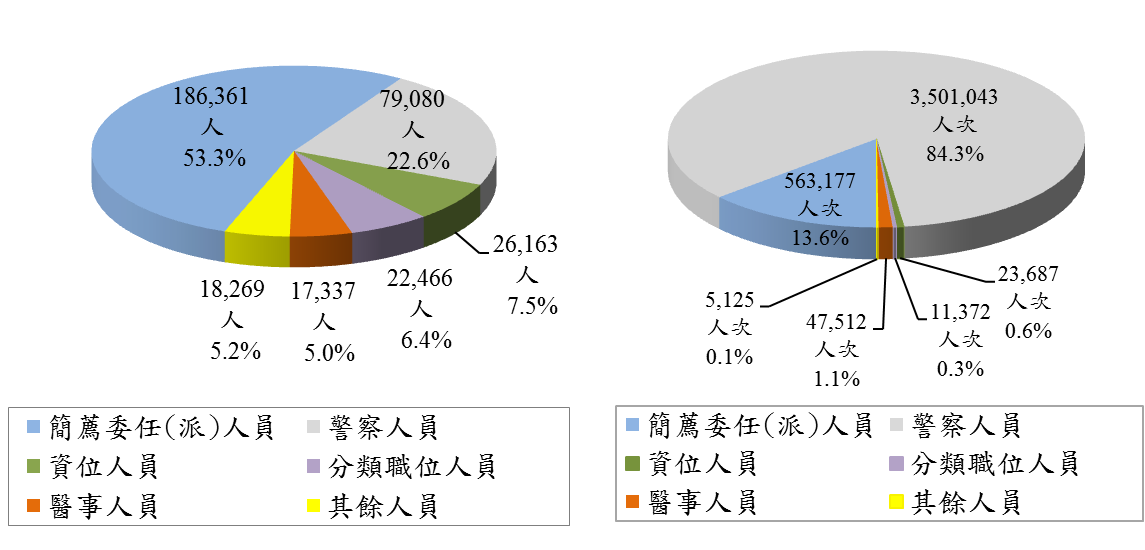 186,361
人
53.3%
79,080
人
22.6%
26,163
人
7.5%
22,466
人
6.4%
17,337
人
5.0%
18,269
人
5.2%
簡薦委任(派)人員
警察人員
資位人員
分類職位人員
醫事人員
其餘人員
3,501,043
人次
84.3%
563,177
人次
13.6%
5,125
人次
0.1%
47,512
人次
1.1%
11,372
人次
0.3%
23,687
人次
0.6%
簡薦委任(派)人員
警察人員
資位人員
分類職位人員
醫事人員
其餘人員